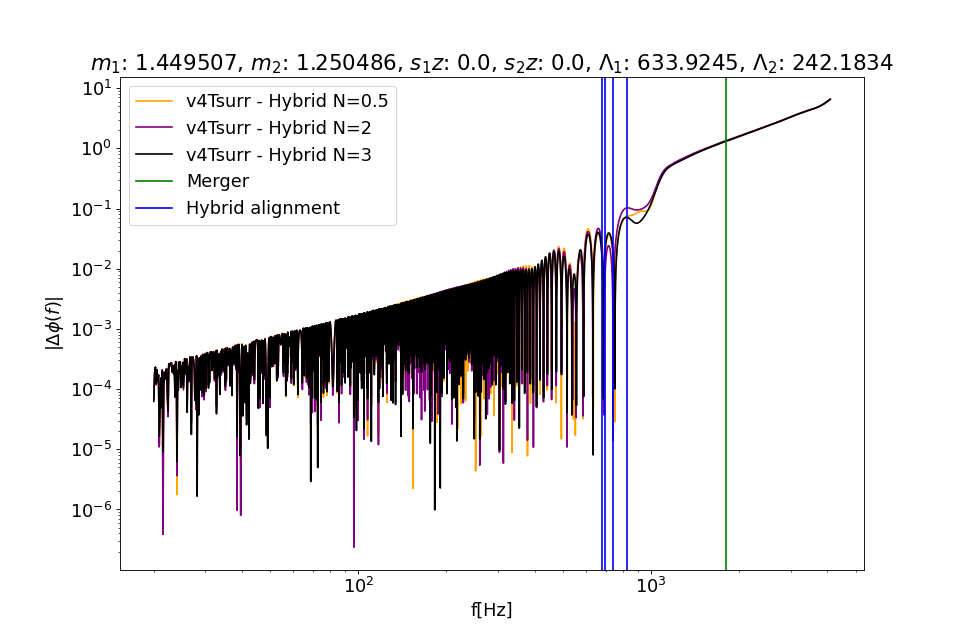 m₁: 1.449507, m₂: 1.250486, s₁z: 0.0, s₂z: 0.0, Λ₁: 633.9245, Λ₂: 242.1834
v4Tsurr - Hybrid N=0.5
v4Tsurr - Hybrid N=2
v4Tsurr - Hybrid N=3
Merger
Hybrid alignment
|Δϕ(f)|
10¹
10⁰
10⁻¹
10⁻²
10⁻³
10⁻⁴
10⁻⁵
10⁻⁶
10² 10³
f[Hz]